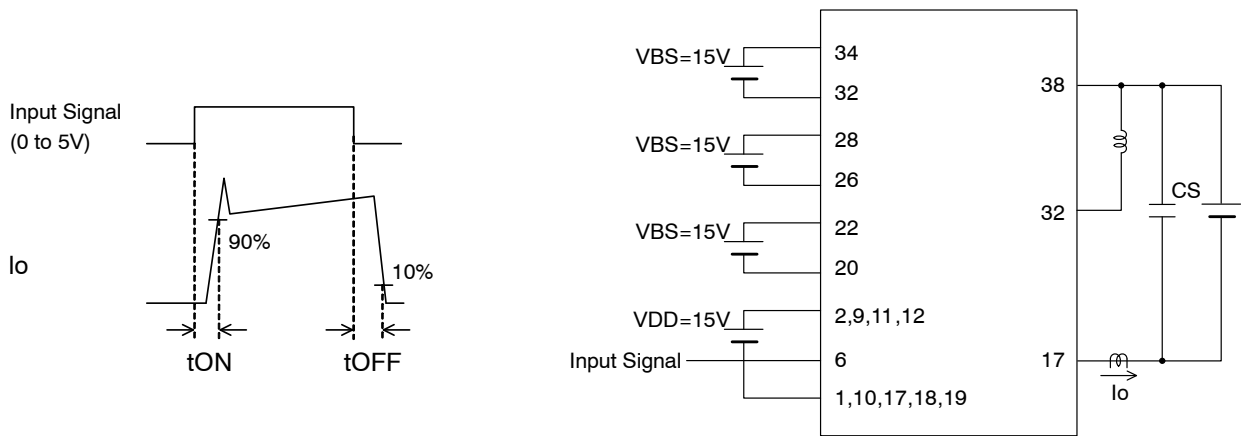 Input Signal
(0 to 5V)
Io
90%
10%
tON
tOFF
VBS=15V
34
32
VBS=15V
28
26
VBS=15V
22
20
VDD=15V
2,9,11,12
Input Signal
6
1,10,17,18,19
38
32
17
CS
Io